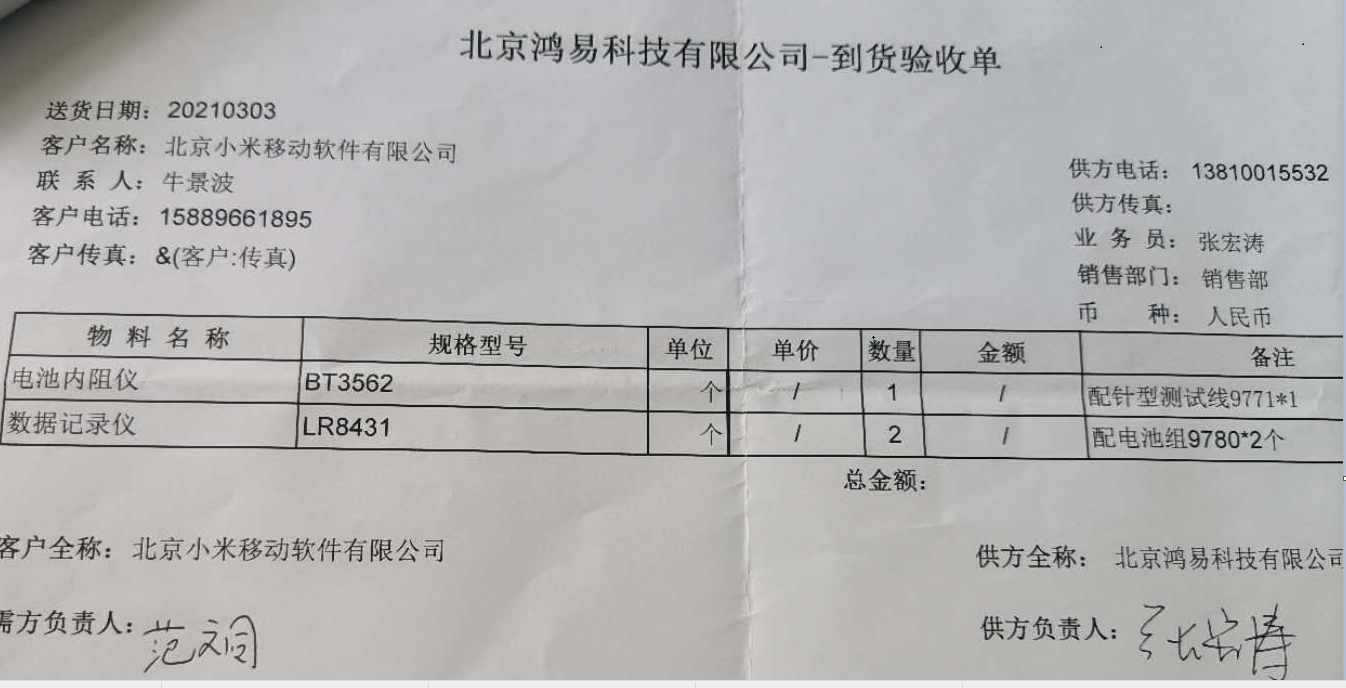 北京鸿易科技有限公司-到货验收单
送货日期：20210303
客户名称：北京小米移动软件有限公司
联 系 人：牛景波
客户电话：15889661895
客户传真：&(客户:传真)
供方电话：13810015532
供方传真：
业 务 员：张宏涛
销售部门：销售部
币 种：人民币
物 料 名 称 规格型号 单位 单价 数量 金额 备注
电池内阻仪 BT3562 个 / 1 / 配针型测试线9771*1
数据记录仪 LR8431 个 / 2 / 配电池组9780*2个
总金额：
客户全称：北京小米移动软件有限公司
供方全称：北京鸿易科技有限公司
需方负责人：范文同
供方负责人：张宏涛